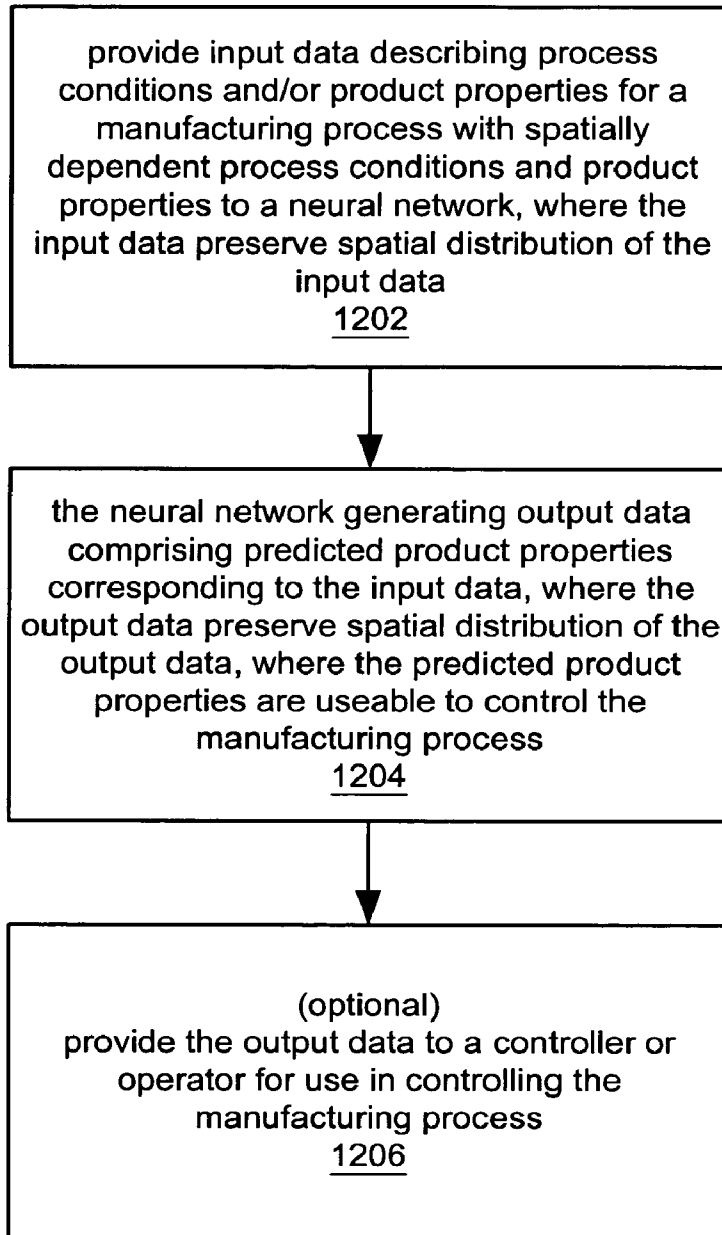 provide input data describing process
conditions and/or product properties for a
manufacturing process with spatially
dependent process conditions and product
properties to a neural network, where the
input data preserve spatial distribution of the
input data
1202
the neural network generating output data
comprising predicted product properties
corresponding to the input data, where the
output data preserve spatial distribution of the
output data, where the predicted product
properties are useable to control the
manufacturing process
1204
(optional)
provide the output data to a controller or
operator for use in controlling the
manufacturing process
1206